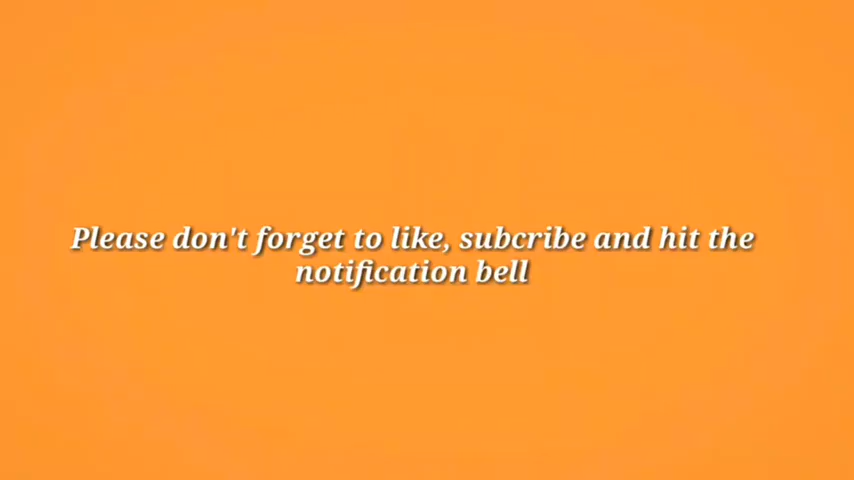 Please don't forget to like, subcribe and hit the
notification bell